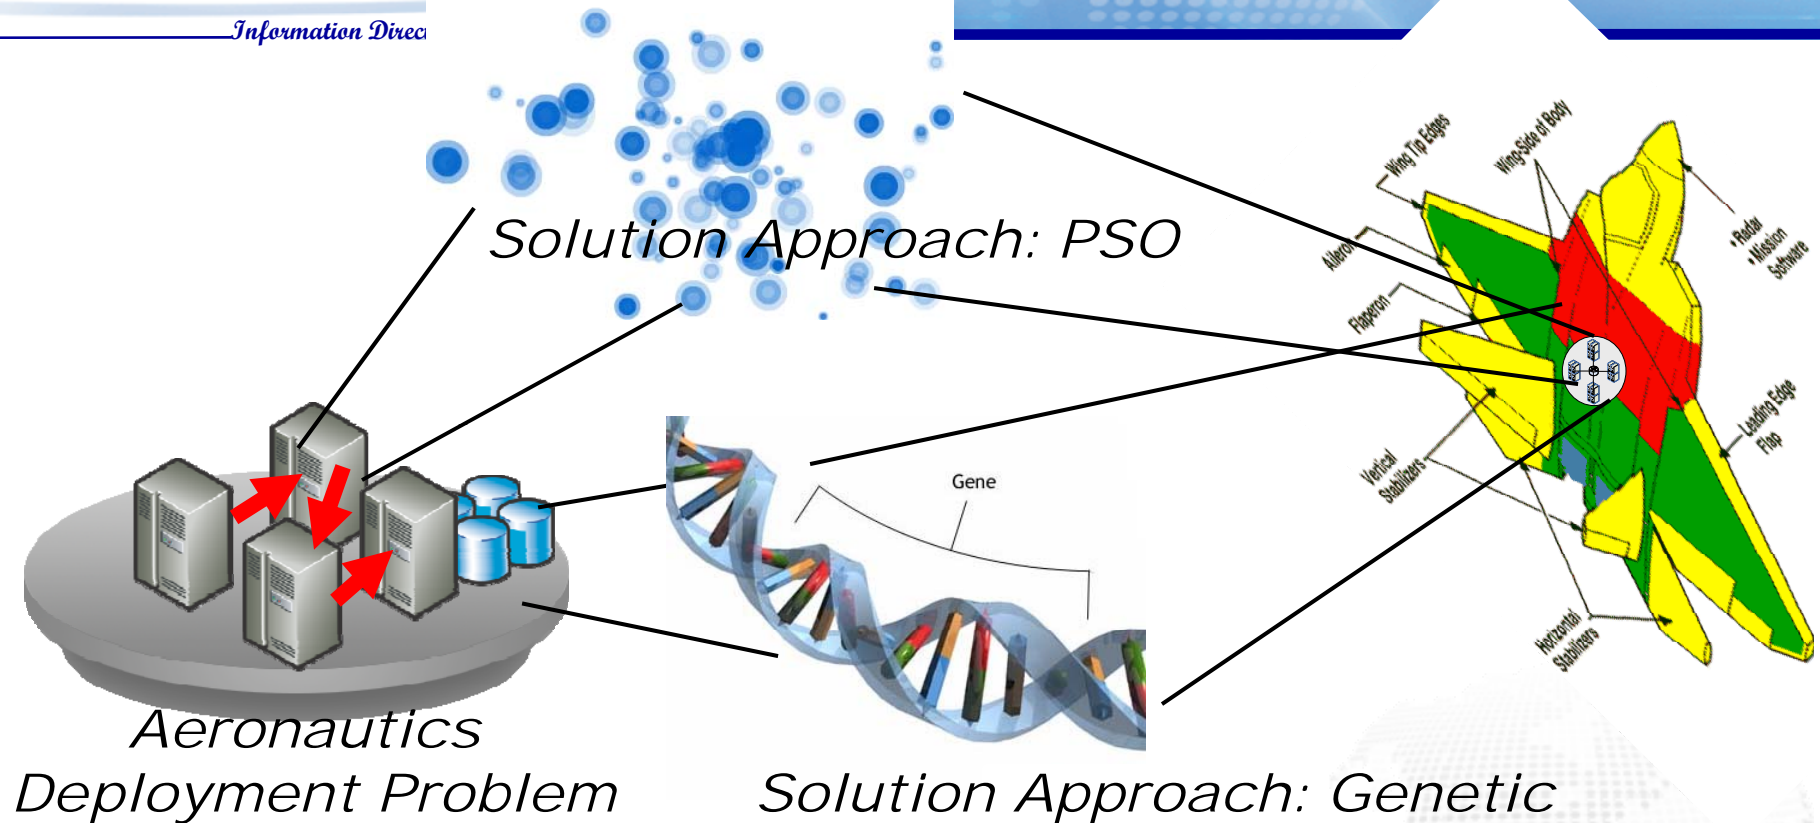 Information Direc
Wing Tip Edges
Wing-Side of Body
Solution Approach: PSO
• Radar
• Mission
Software
Aileron
Flaperon
Leading Edge
Flap
Vertical
Stabilizers
Gene
Horizontal
Stabilizers
Aeronautics
Deployment Problem
Solution Approach: Genetic